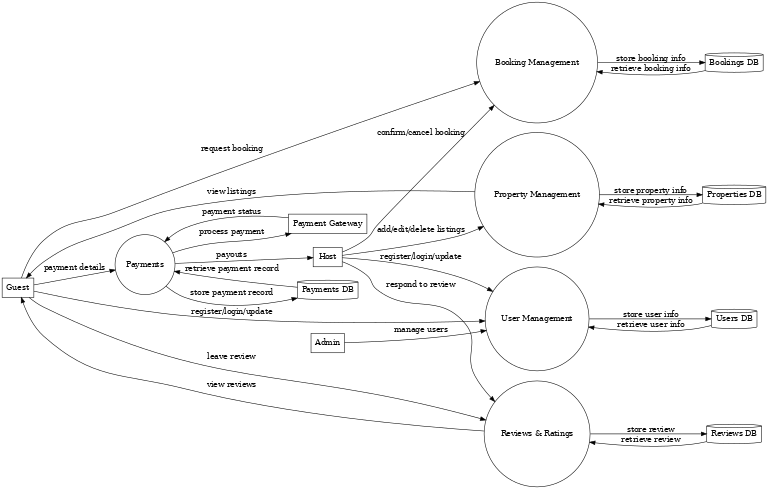 Booking Management
store booking info
Bookings DB
retrieve booking info
confirm/cancel booking
request booking
view listings
Property Management
store property info
Properties DB
retrieve property info
payment status
Payment Gateway
process payment
add/edit/delete listings
payouts
Host
register/login/update
Payments
payment details
retrieve payment record
Guest
Payments DB
store payment record
respond to review
register/login/update
User Management
store user info
Users DB
retrieve user info
manage users
Admin
leave review
view reviews
Reviews & Ratings
store review
Reviews DB
retrieve review